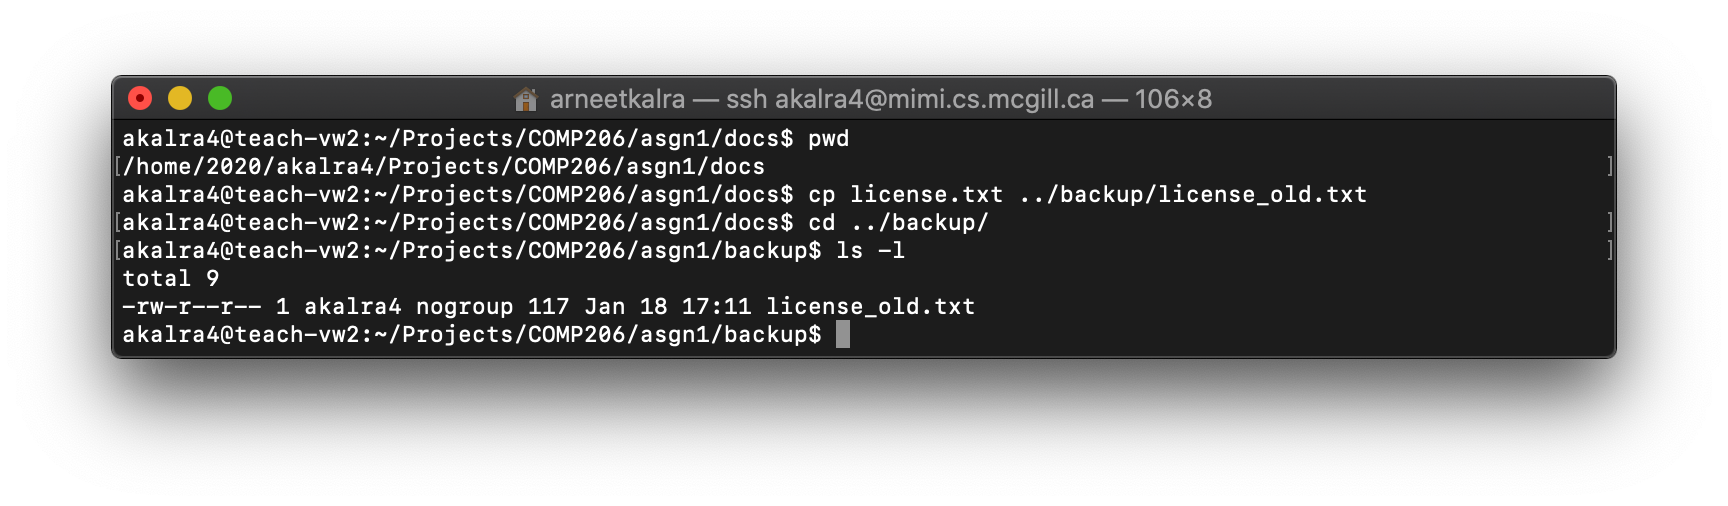 arneetkalra — ssh akalra4@mimi.cs.mcgill.ca — 106×8
akalra4@teach-vw2:~/Projects/COMP206/asgn1/docs$ pwd
[/home/2020/akalra4/Projects/COMP206/asgn1/docs ]
akalra4@teach-vw2:~/Projects/COMP206/asgn1/docs$ cp license.txt ../backup/license_old.txt
[akalra4@teach-vw2:~/Projects/COMP206/asgn1/docs$ cd ../backup/ ]
[akalra4@teach-vw2:~/Projects/COMP206/asgn1/backup$ ls -l ]
total 9
-rw-r--r-- 1 akalra4 nogroup 117 Jan 18 17:11 license_old.txt
akalra4@teach-vw2:~/Projects/COMP206/asgn1/backup$